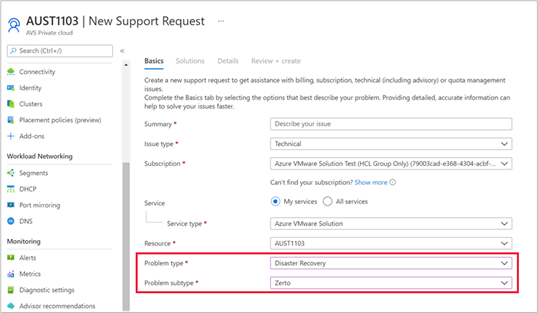 AUST1103 | New Support Request ...
AVS Private cloud
Search (Ctrl+/)
«
Connectivity
Identity
Clusters
Placement policies (preview)
Add-ons
Workload Networking
Segments
DHCP
Port mirroring
DNS
Monitoring
Alerts
Metrics
Diagnostic settings
Advisor recommendations
Basics Solutions Details Review + create
Create a new support request to get assistance with billing, subscription, technical (including advisory) or quota management
issues.
Complete the Basics tab by selecting the options that best describe your problem. Providing detailed, accurate information can
help to solve your issues faster.
Summary * Describe your issue
Issue type * Technical
Subscription * Azure VMware Solution Test (HCL Group Only) (79003cad-e368-4304-acbf-...
Can't find your subscription? Show more
Service My services All services
Service type * Azure VMware Solution
Resource * AUST1103
Problem type * Disaster Recovery
Problem subtype * Zerto